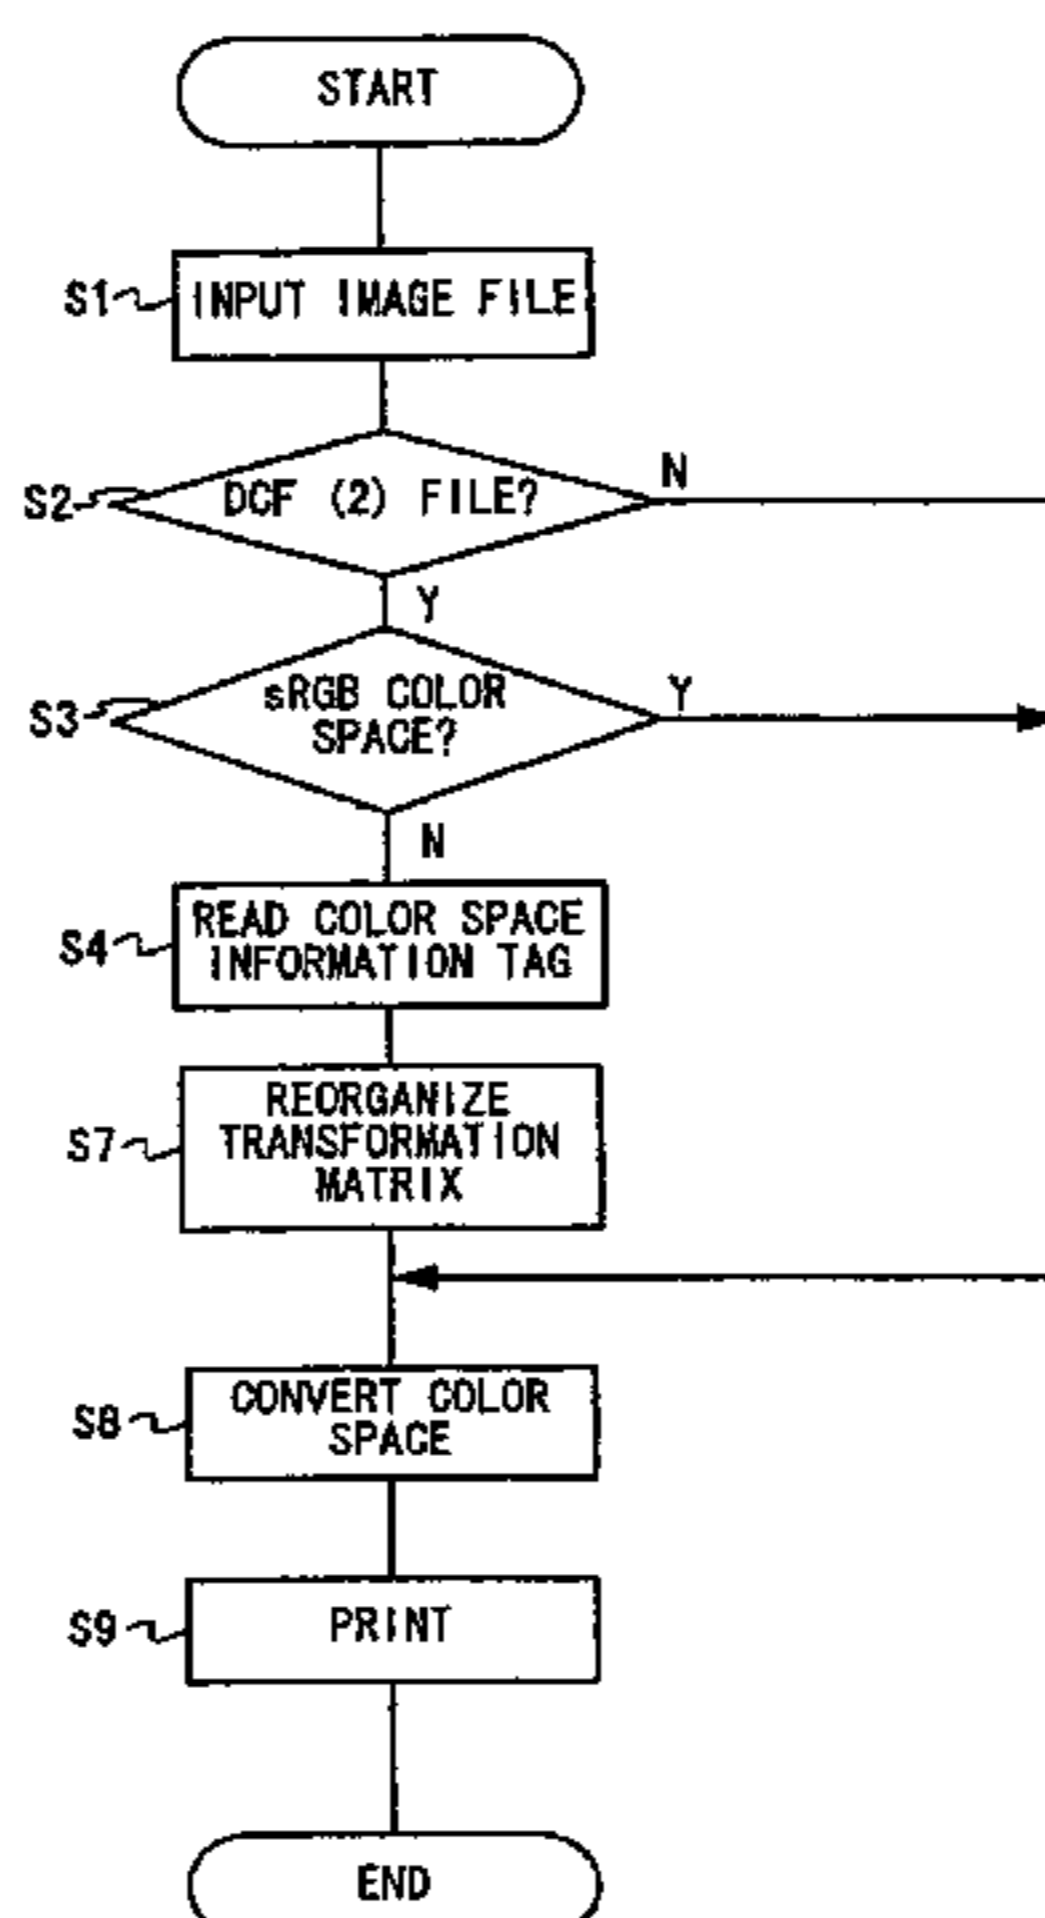 START
S1
INPUT IMAGE FILE
S2
DCF (2) FILE?
N
Y
S3
sRGB COLOR
SPACE?
Y
N
S4
READ COLOR SPACE
INFORMATION TAG
S7
REORGANIZE
TRANSFORMATION
MATRIX
S8
CONVERT COLOR
SPACE
S9
PRINT
END